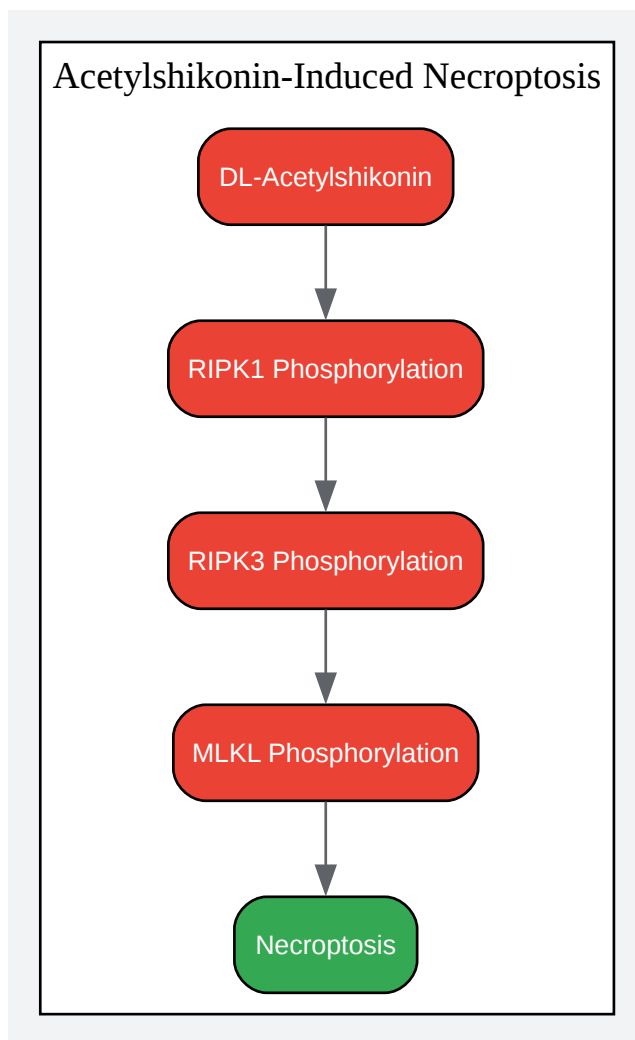 Acetylshikonin-Induced Necroptosis
DL-Acetylshikonin
RIPK1 Phosphorylation
RIPK3 Phosphorylation
MLKL Phosphorylation
Necroptosis